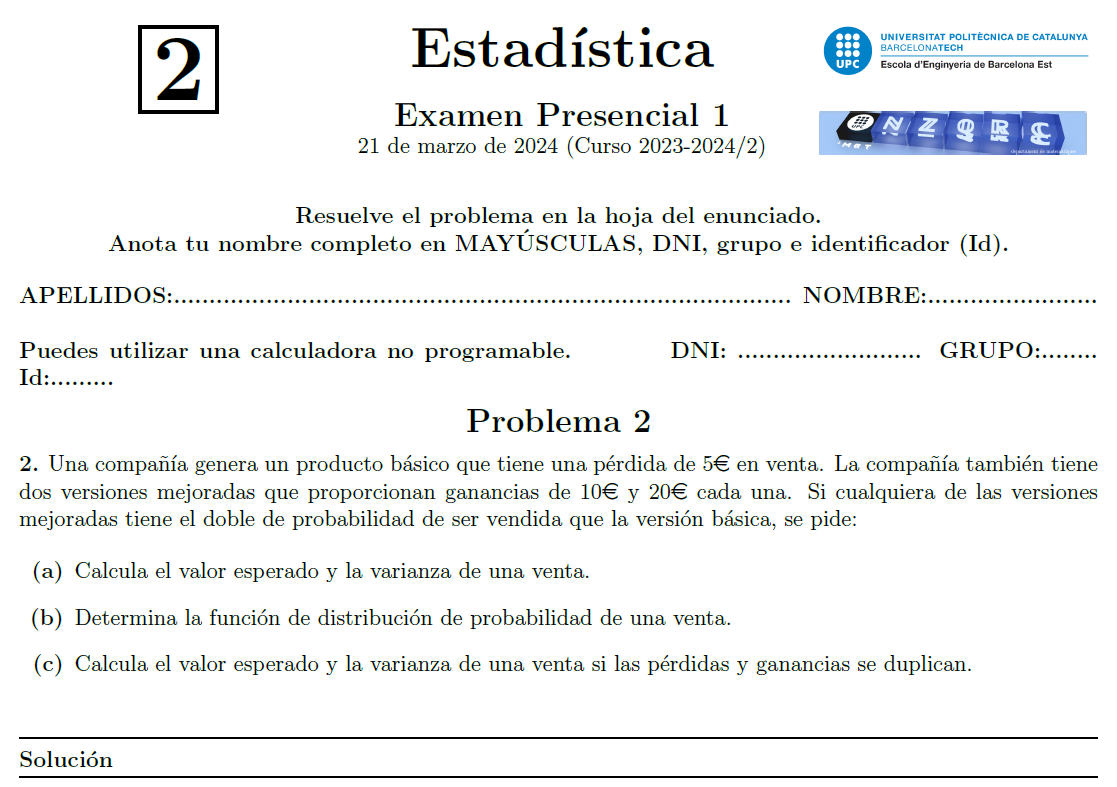 2
Estadística
UNIVERSITAT POLITÈCNICA DE CATALUNYA
BARCELONATECH
UPC
Escola d'Enginyeria de Barcelona Est
Examen Presencial 1
21 de marzo de 2024 (Curso 2023-2024/2)
UPC
Resuelve el problema en la hoja del enunciado.
Anota tu nombre completo en MAYÚSCULAS, DNI, grupo e identificador (Id).
APELLIDOS:........................................................................................ NOMBRE:........................
Puedes utilizar una calculadora no programable. DNI: .......................... GRUPO:........
Id:.........
Problema 2
2. Una compañía genera un producto básico que tiene una pérdida de 5€ en venta. La compañía también tiene
dos versiones mejoradas que proporcionan ganancias de 10€ y 20€ cada una. Si cualquiera de las versiones
mejoradas tiene el doble de probabilidad de ser vendida que la versión básica, se pide:
(a) Calcula el valor esperado y la varianza de una venta.
(b) Determina la función de distribución de probabilidad de una venta.
(c) Calcula el valor esperado y la varianza de una venta si las pérdidas y ganancias se duplican.
Solución